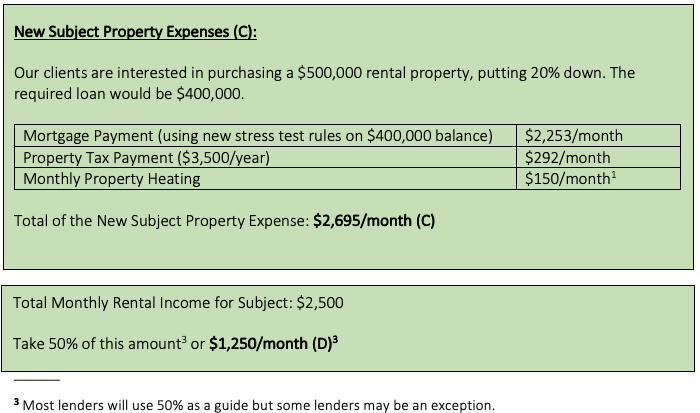 New Subject Property Expenses (C):
Our clients are interested in purchasing a $500,000 rental property, putting 20% down. The
required loan would be $400,000.
Mortgage Payment (using new stress test rules on $400,000 balance) $2,253/month
Property Tax Payment ($3,500/year) $292/month
Monthly Property Heating $150/month¹
Total of the New Subject Property Expense: $2,695/month (C)
Total Monthly Rental Income for Subject: $2,500
Take 50% of this amount³ or $1,250/month (D)³
³ Most lenders will use 50% as a guide but some lenders may be an exception.